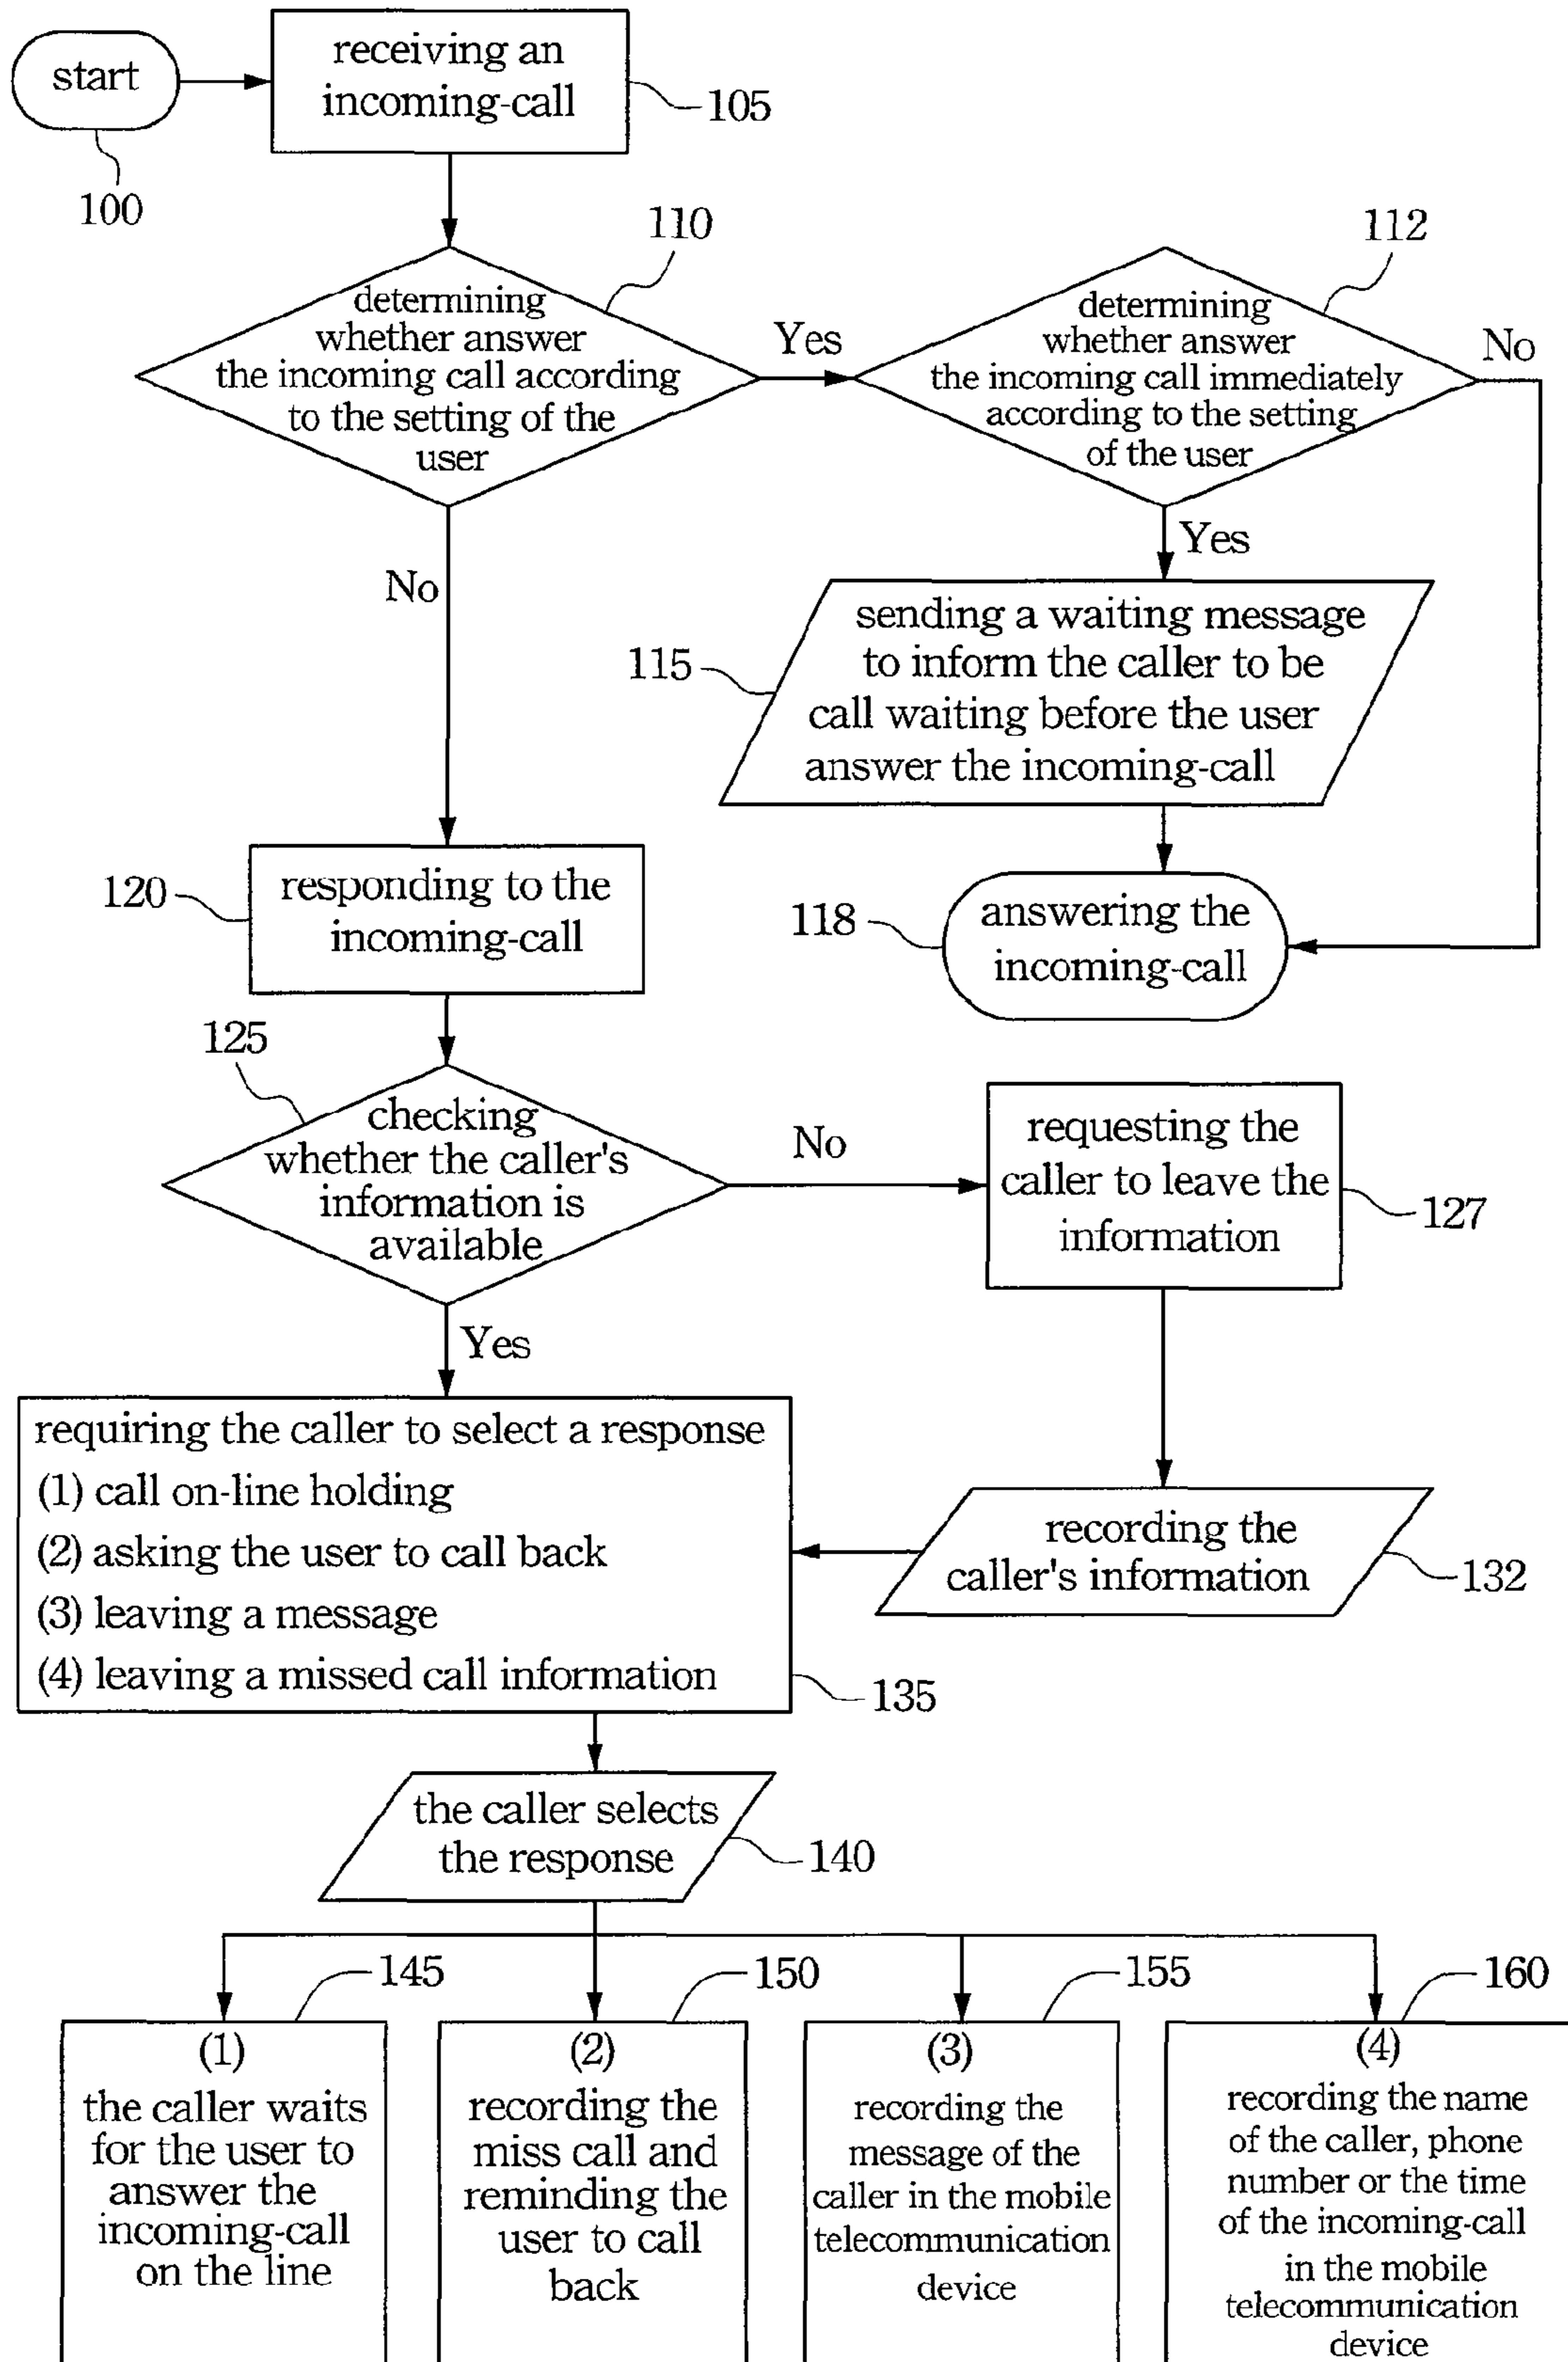 start
100
receiving an
incoming-call
105
110
determining
whether answer
the incoming call according
to the setting of the
user
Yes
No
112
determining
whether answer
the incoming call immediately
according to the setting
of the user
No
Yes
115
sending a waiting message
to inform the caller to be
call waiting before the user
answer the incoming-call
118
answering the
incoming-call
120
responding to the
incoming-call
125
checking
whether the caller's
information is
available
No
Yes
requesting the
caller to leave the
information
127
recording the
caller's information
132
requiring the caller to select a response
(1) call on-line holding
(2) asking the user to call back
(3) leaving a message
(4) leaving a missed call information
135
the caller selects
the response
140
145
(1)
the caller waits
for the user to
answer the
incoming-call
on the line
150
(2)
recording the
miss call and
reminding the
user to call
back
155
(3)
recording the
message of the
caller in the mobile
telecommunication
device
160
(4)
recording the name
of the caller, phone
number or the time
of the incoming-call
in the mobile
telecommunication
device